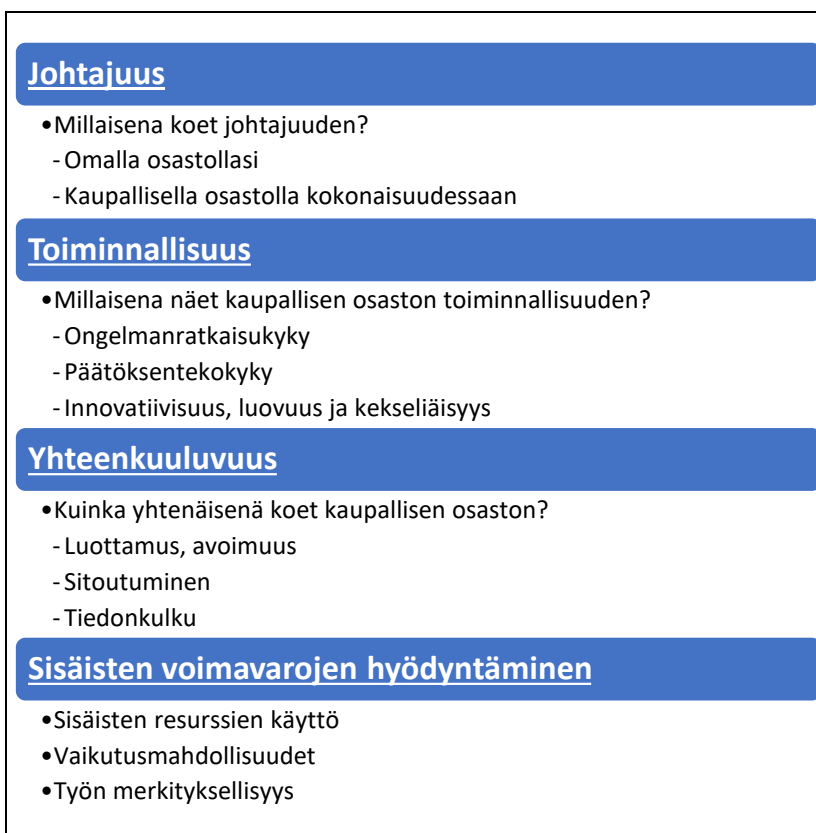 Johtajuus
•Millaisena koet johtajuuden?
-Omalla osastollasi
-Kaupallisella osastolla kokonaisuudessaan
Toiminnallisuus
•Millaisena näet kaupallisen osaston toiminnallisuuden?
-Ongelmanratkaisukyky
-Päätöksentekokyky
-Innovatiivisuus, luovuus ja kekseliäisyys
Yhteenkuuluvuus
•Kuinka yhtenäisenä koet kaupallisen osaston?
-Luottamus, avoimuus
-Sitoutuminen
-Tiedonkulku
Sisäisten voimavarojen hyödyntäminen
•Sisäisten resurssien käyttö
•Vaikutusmahdollisuudet
•Työn merkityksellisyys